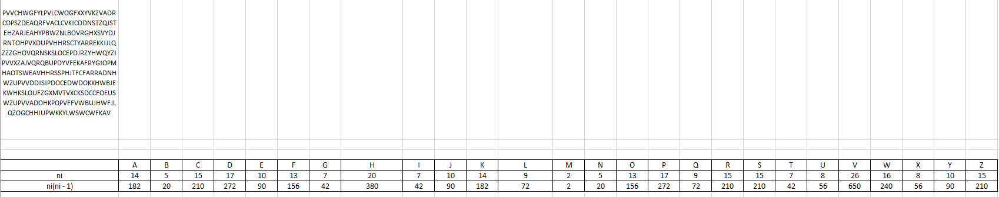 PVVCHWGFYLPVLCWOGFXXYVKZVADR
CDPSZDEAQRFVACLCVKICDDNSTZQJST
EHZARJEAHYPBWZNLBOVRGHXSVYDJ
RNTOHPVXDUPVHHRSCTYARREKKIJLQ
ZZZGHOVQRNSKSLOCEPDJRZYHWQYZI
PVVXZAJVQRQBUPDYVFEKAFRYGIOPM
HAOTSWEAVHHRSSPHJTFCFARRADNH
WZUPVVDDISIPDOCEDWDOKXHWBJE
KWHKSLOUFZGXMVTVXCKSDCCFOEUS
WZUPVVADOHKPQPVFFVWBUJHWFJL
QZOGCHHIUPWKKYLWSWCWFKAV
A B C D E F G H I J K L M N O P Q R S T U V W X Y Z
ni 14 5 15 17 10 13 7 20 7 10 14 9 2 5 13 17 9 15 15 7 8 26 16 8 10 15
ni(ni - 1) 182 20 210 272 90 156 42 380 42 90 182 72 2 20 156 272 72 210 210 42 56 650 240 56 90 210